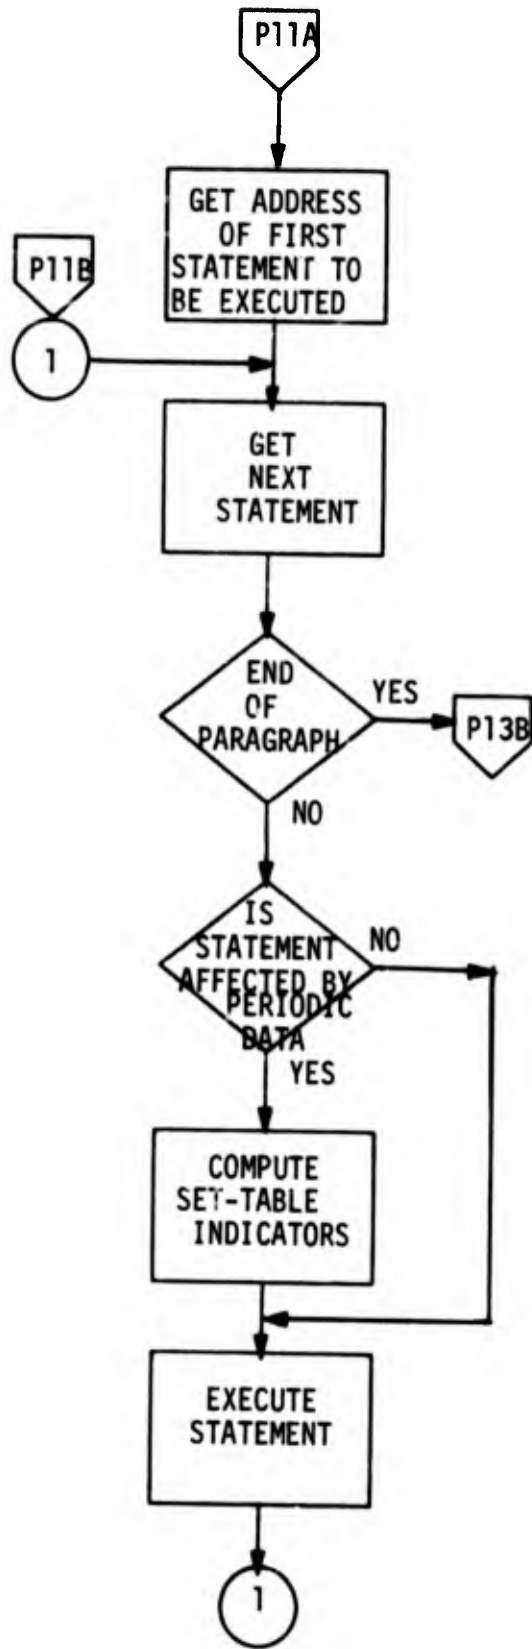 P11A
GET ADDRESS
OF FIRST
STATEMENT TO
BE EXECUTED
P11B
1
GET
NEXT
STATEMENT
END
OF
PARAGRAPH
YES
P13B
NO
IS
STATEMENT
AFFECTED BY
PERIODIC
DATA
NO
YES
COMPUTE
SET-TABLE
INDICATORS
EXECUTE
STATEMENT
1